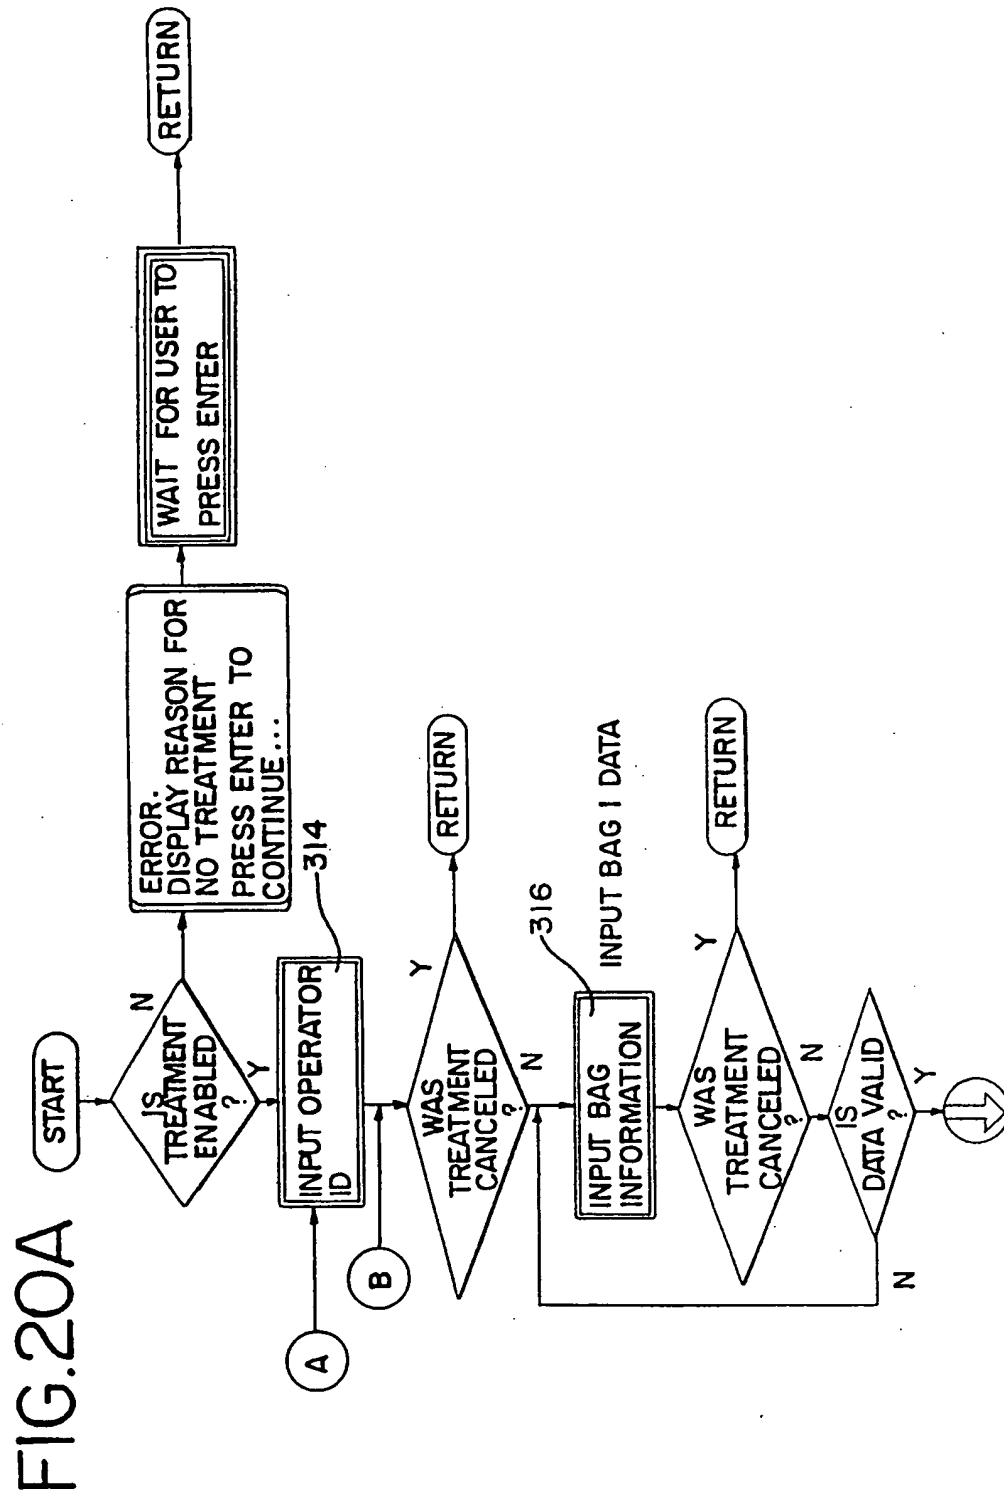 FIG.20A
START
IS
TREATMENT
ENABLED
?
N
Y
ERROR.
DISPLAY REASON FOR
NO TREATMENT
PRESS ENTER TO
CONTINUE...
WAIT FOR USER TO
PRESS ENTER
RETURN
A
INPUT OPERATOR
ID
314
B
WAS
TREATMENT
CANCELED
?
Y
N
RETURN
INPUT BAG
INFORMATION
316
INPUT BAG 1 DATA
WAS
TREATMENT
CANCELED
?
Y
N
RETURN
IS
DATA VALID
?
N
Y